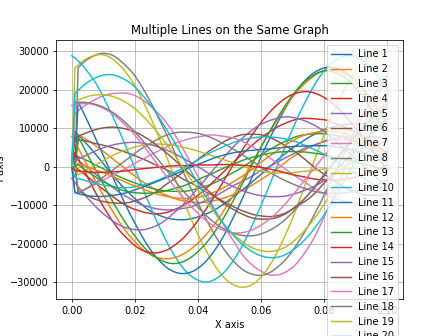 Multiple Lines on the Same Graph
30000
20000
10000
0
-10000
-20000
-30000
0.00
0.02
0.04
0.06
0.08
X axis
Line 1
Line 2
Line 3
Line 4
Line 5
Line 6
Line 7
Line 8
Line 9
Line 10
Line 11
Line 12
Line 13
Line 14
Line 15
Line 16
Line 17
Line 18
Line 19
Line 20